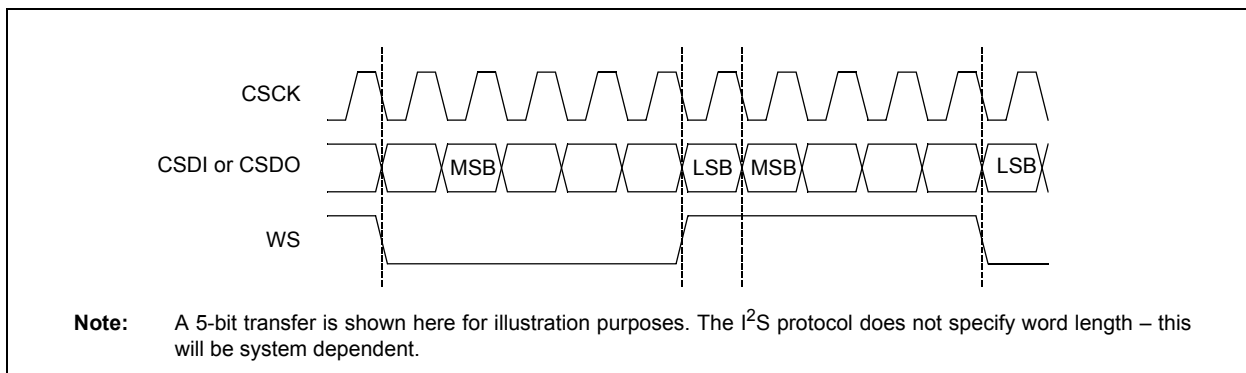 CSCK
CSDI or CSDO
MSB
LSB
MSB
LSB
WS
Note: A 5-bit transfer is shown here for illustration purposes. The I²S protocol does not specify word length – this
will be system dependent.